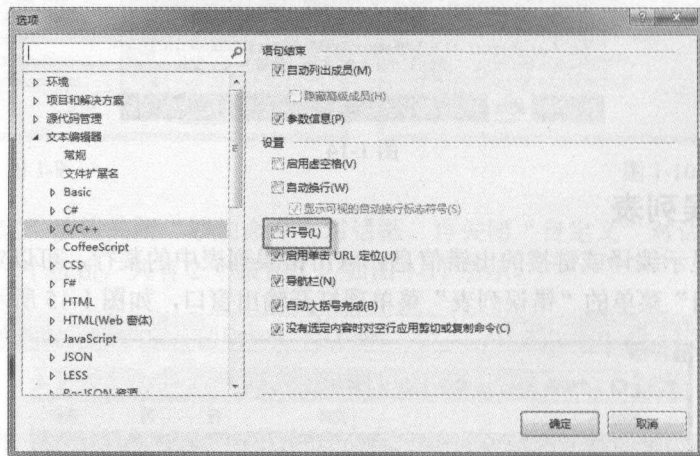 选项
语句结束
自动列出成员(M)
隐藏高级成员(H)
参数信息(P)
设置
启用虚空格(V)
自动换行(W)
显示可视的自动换行标志符号(S)
行号(L)
启用单击 URL 定位(U)
导航栏(N)
自动大括号完成(B)
没有选定内容时对空行应用剪切或复制命令(C)
环境
项目和解决方案
源代码管理
文本编辑器
常规
文件扩展名
Basic
C#
C/C++
CoffeeScript
CSS
F#
HTML
HTML(Web 窗体)
JavaScript
JSON
LESS
确定
取消